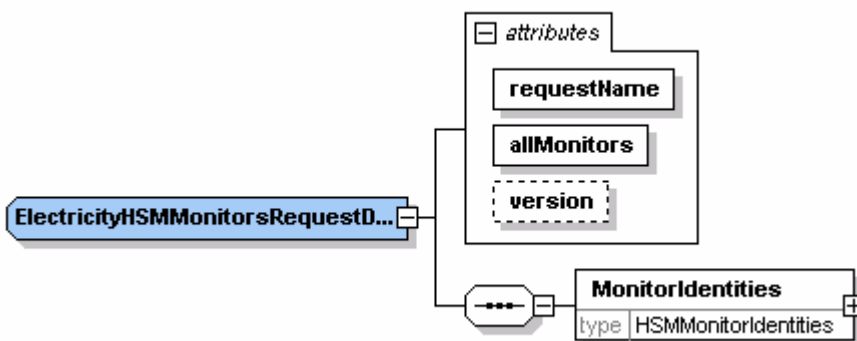 attributes
requestName
allMonitors
version
ElectricityHSMMonitorsRequestD...
MonitorIdentities
type HSMMonitorIdentities